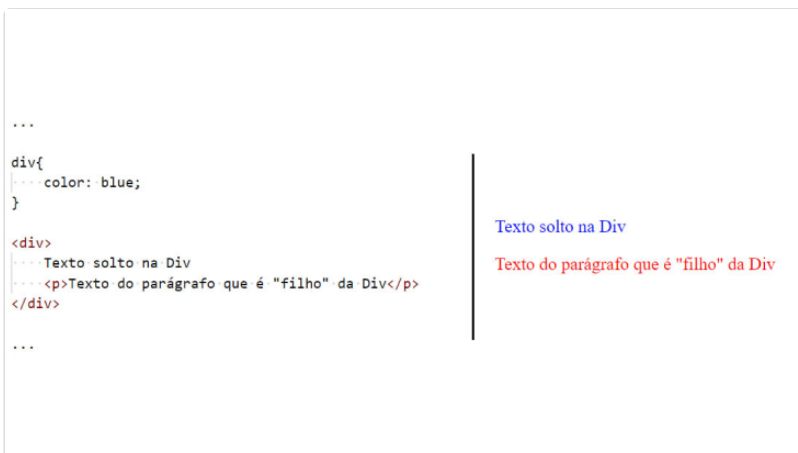 ...
div{
    color: blue;
}
<div>
    Texto solto na Div
    <p>Texto do parágrafo que é "filho" da Div</p>
</div>
...
Texto solto na Div
Texto do parágrafo que é "filho" da Div